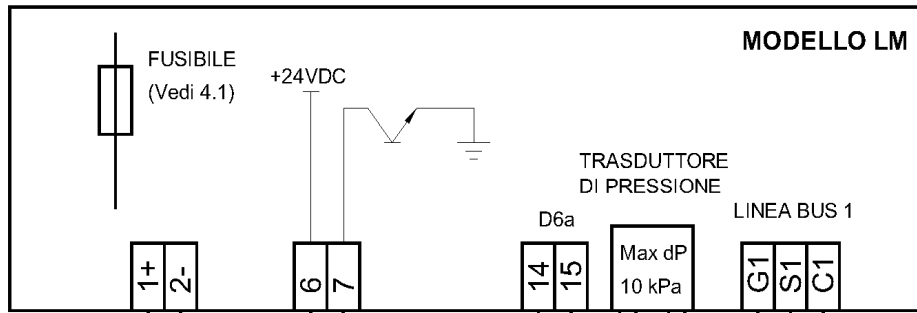 MODELLO LM
FUSIBILE
(Vedi 4.1)
+24VDC
TRASDUTTORE
DI PRESSIONE
D6a
LINEA BUS 1
1+
2-
6
7
14
15
Max dP
10 kPa
G1
S1
C1